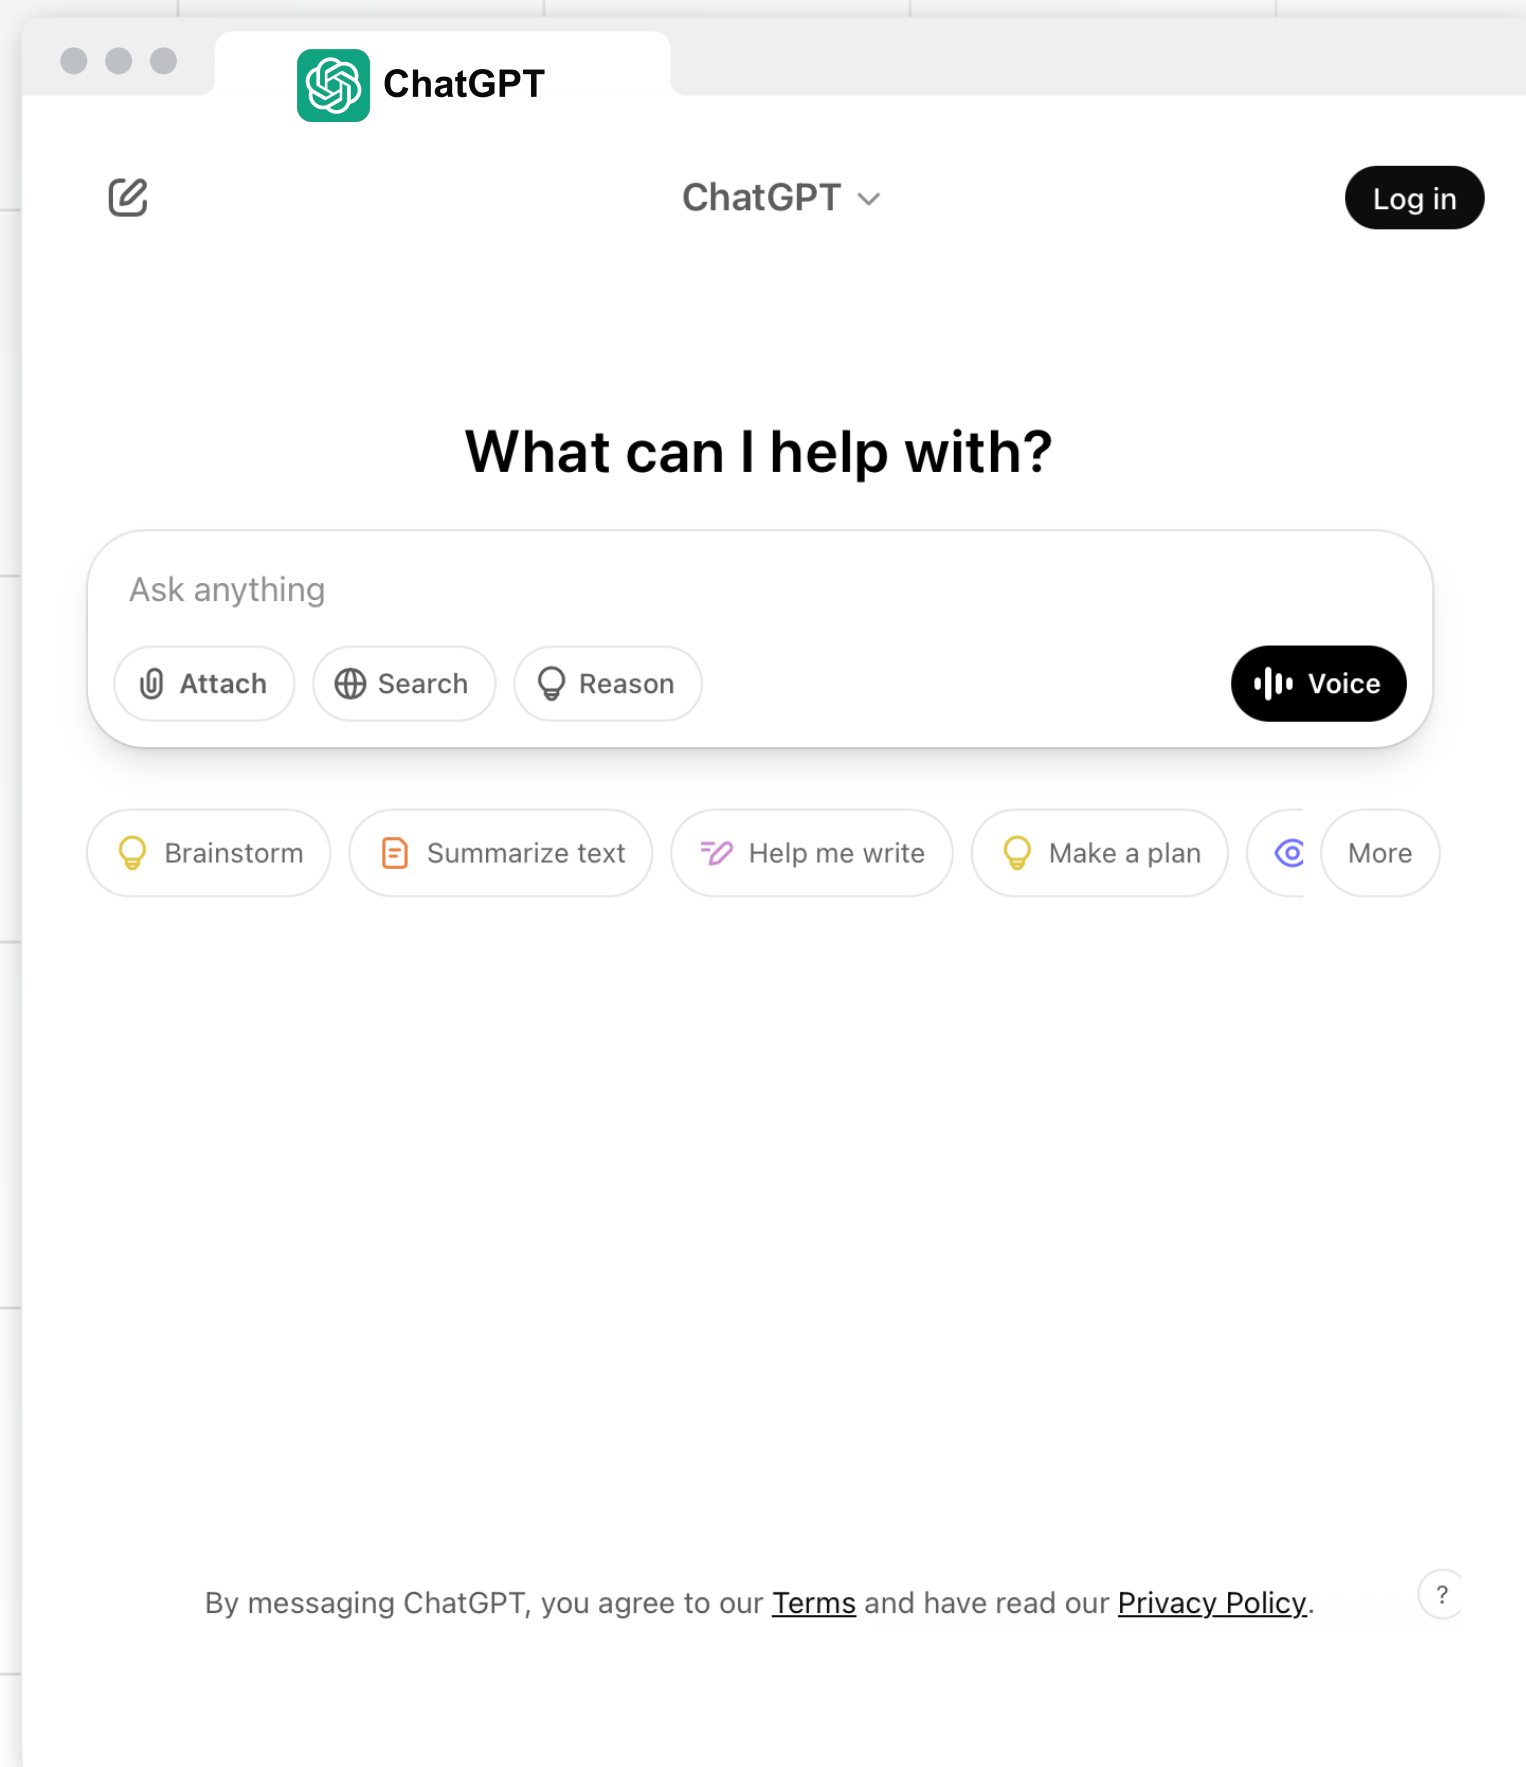 ChatGPT
ChatGPT
Log in
What can I help with?
Ask anything
Attach
Search
Reason
Voice
Brainstorm
Summarize text
Help me write
Make a plan
More
By messaging ChatGPT, you agree to our Terms and have read our Privacy Policy.
?